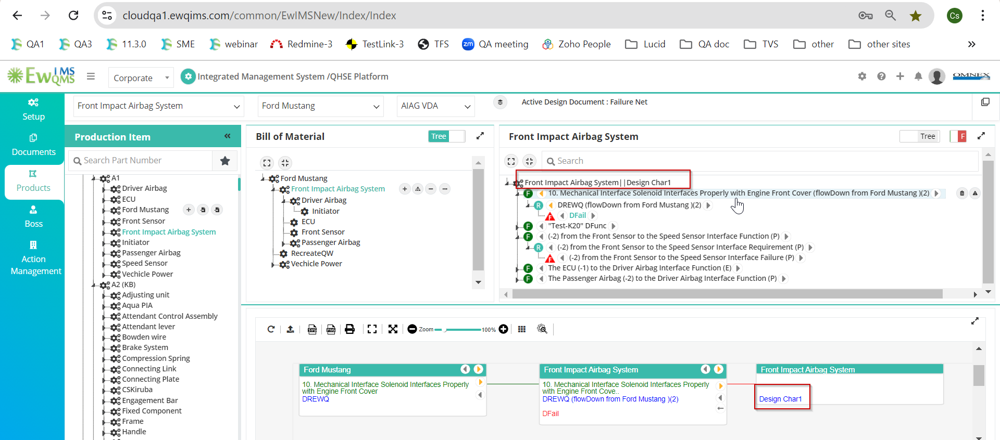 cloudqa1.ewqims.com/common/EwIMSNew/Index/Index
Cs
QA1
QA3
11.3.0
SME
webinar
Redmine-3
TestLink-3
TFS
zm
QA meeting
Zoho People
Lucid
QA doc
TVS
other
other sites
»
EwIMS
QMS
Corporate
Integrated Management System /QHSE Platform
OMNEX
Setup
Documents
Products
Boss
Action
Management
Front Impact Airbag System
Ford Mustang
AIAG VDA
Active Design Document : Failure Net
Production Item
«
Search Part Number
A1
Driver Airbag
ECU
Ford Mustang
Front Sensor
Front Impact Airbag System
Initiator
Passenger Airbag
Speed Sensor
Vechicle Power
A2 (KB)
Adjusting unit
Aqua PIA
Attendant Control Assembly
Attendant lever
Bowden wire
Brake System
Compression Spring
Connecting Link
Connecting Plate
CSKiruba
Engagement Bar
Fixed Component
Frame
Handle
Bill of Material
Tree
Ford Mustang
Front Impact Airbag System
Driver Airbag
Initiator
ECU
Front Sensor
Passenger Airbag
RecreateQW
Vechicle Power
Front Impact Airbag System
Tree
F
Search
Front Impact Airbag System||Design Char1
F 10. Mechanical Interface Solenoid Interfaces Properly with Engine Front Cover (flowDown from Ford Mustang )(2)
R DREWQ (flowDown from Ford Mustang )(2)
F DFail
F "Test-K20" DFunc
F (-2) from the Front Sensor to the Speed Sensor Interface Function (P)
R (-2) from the Front Sensor to the Speed Sensor Interface Requirement (P)
F (-2) from the Front Sensor to the Speed Sensor Interface Failure (P)
F The ECU (-1) to the Driver Airbag Interface Function (E)
F The Passenger Airbag (-2) to the Driver Airbag Interface Function (P)
SVG
PNG
Zoom
100%
Ford Mustang
10. Mechanical Interface Solenoid Interfaces Properly
with Engine Front Cover
DREWQ
Front Impact Airbag System
10. Mechanical Interface Solenoid Interfaces Properly
with Engine Front Cove..
DREWQ (flowDown from Ford Mustang )(2)
DFail
Front Impact Airbag System
Design Char1